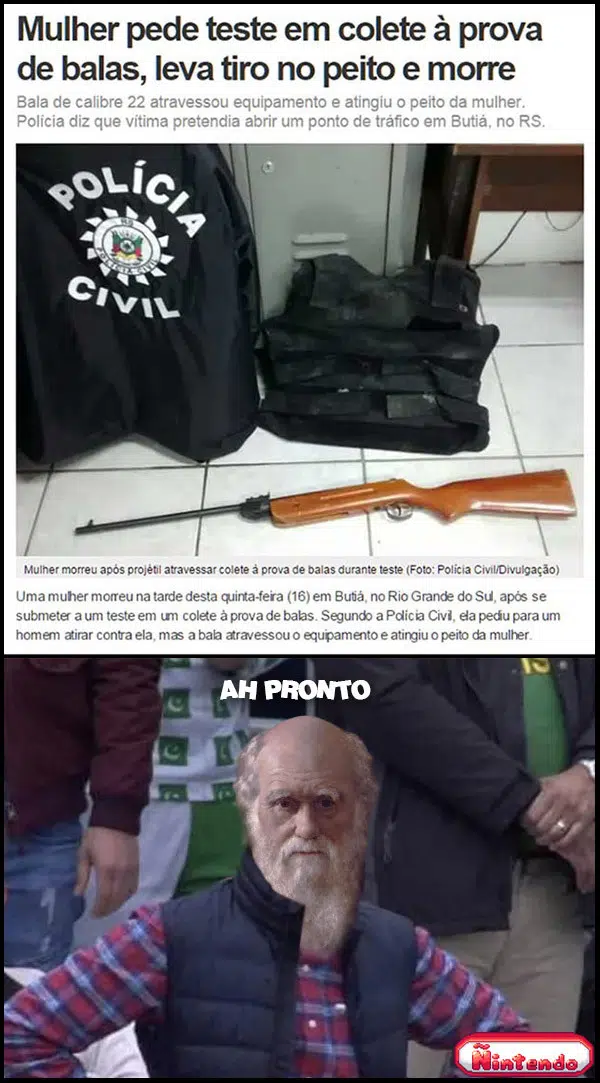 Mulher pede teste em colete à prova
de balas, leva tiro no peito e morre
Bala de calibre 22 atravessou equipamento e atingiu o peito da mulher.
Polícia diz que vítima pretendia abrir um ponto de tráfico em Butiá, no RS.
POLÍCIA
RS
POLÍCIA CIVIL
CIVIL
Mulher morreu após projétil atravessar colete à prova de balas durante teste (Foto: Polícia Civil/Divulgação)
Uma mulher morreu na tarde desta quinta-feira (16) em Butiá, no Rio Grande do Sul, após se
submeter a um teste em um colete à prova de balas. Segundo a Polícia Civil, ela pediu para um
homem atirar contra ela, mas a bala atravessou o equipamento e atingiu o peito da mulher.
AH PRONTO
Ñintendo